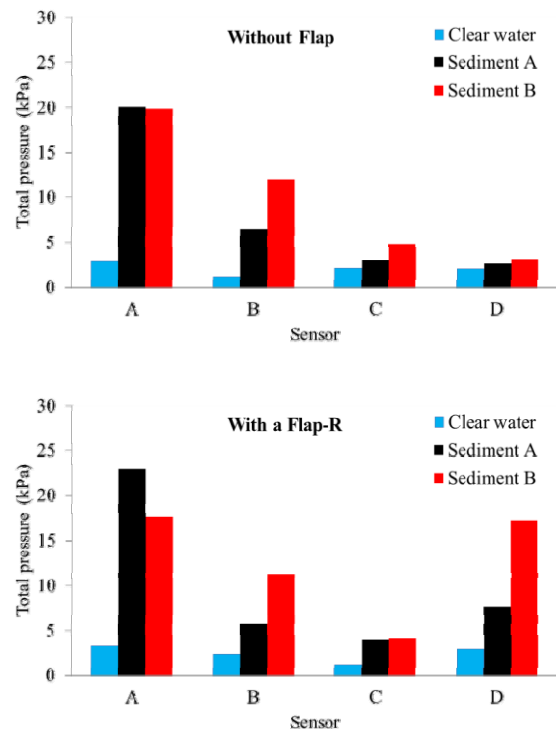 Without Flap
Clear water
Sediment A
Sediment B
Total pressure (kPa)
30
25
20
15
10
5
0
A B C D
Sensor
With a Flap-R
Clear water
Sediment A
Sediment B
Total pressure (kPa)
30
25
20
15
10
5
0
A B C D
Sensor